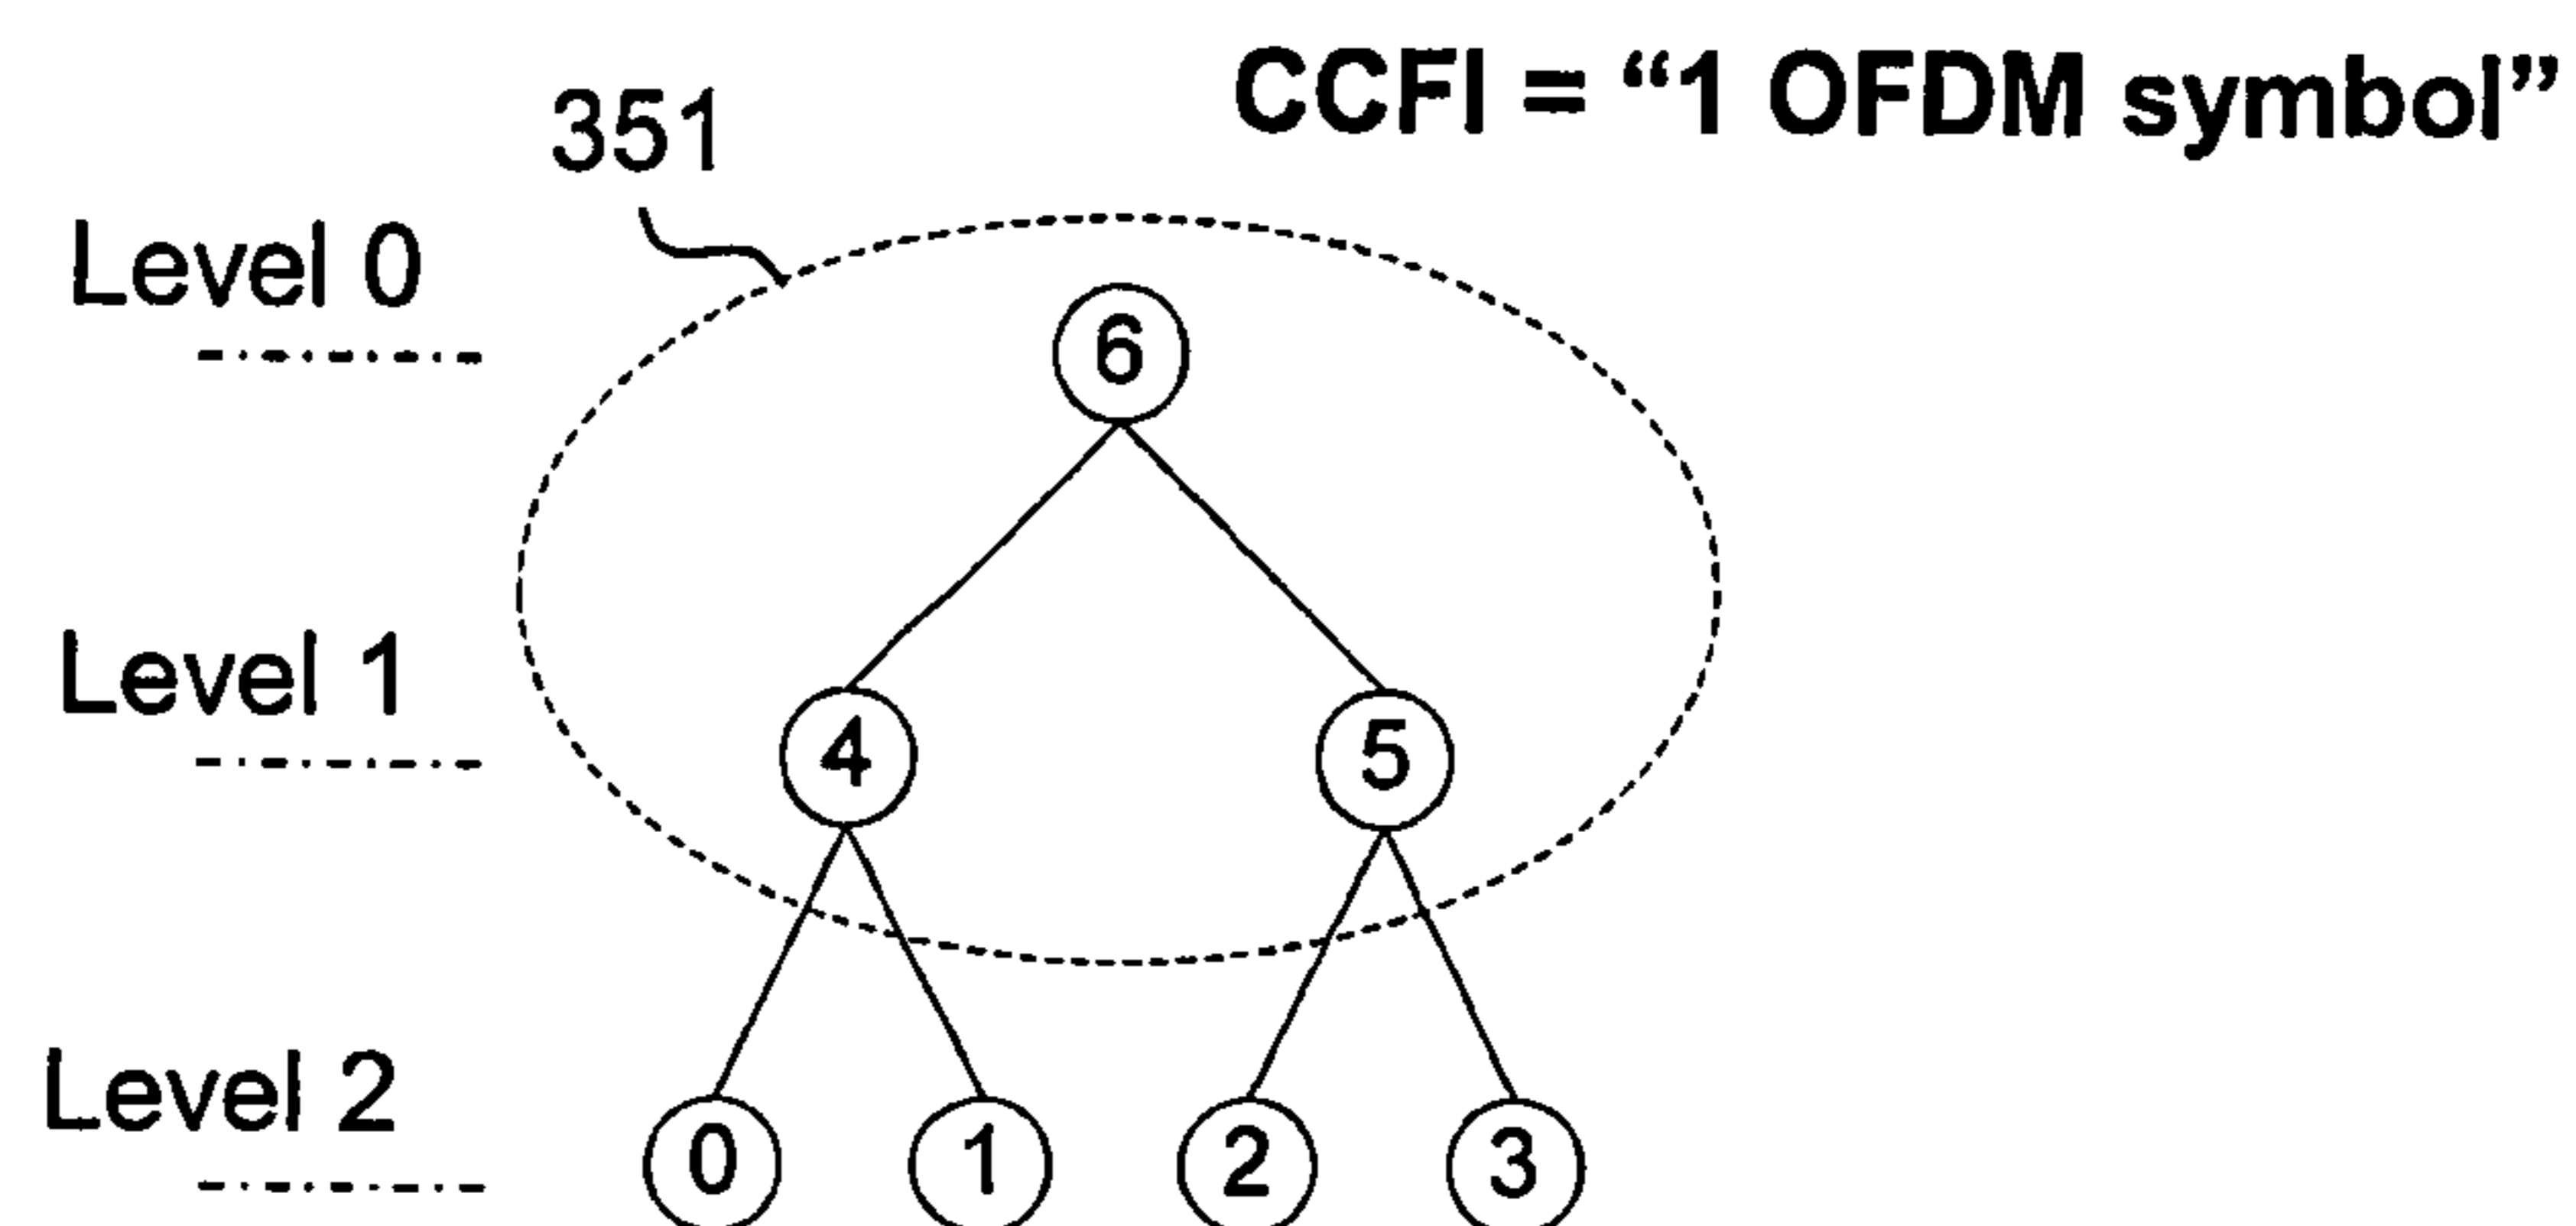 CCFI = “1 OFDM symbol”
351
Level 0
6
Level 1
4
5
Level 2
0
1
2
3